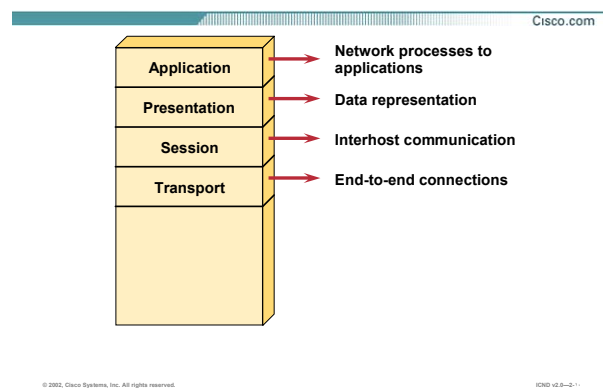 Cisco.com
Application
Network processes to
applications
Presentation
Data representation
Session
Interhost communication
Transport
End-to-end connections
© 2002, Cisco Systems, Inc. All rights reserved.
ICND v2.0—2-